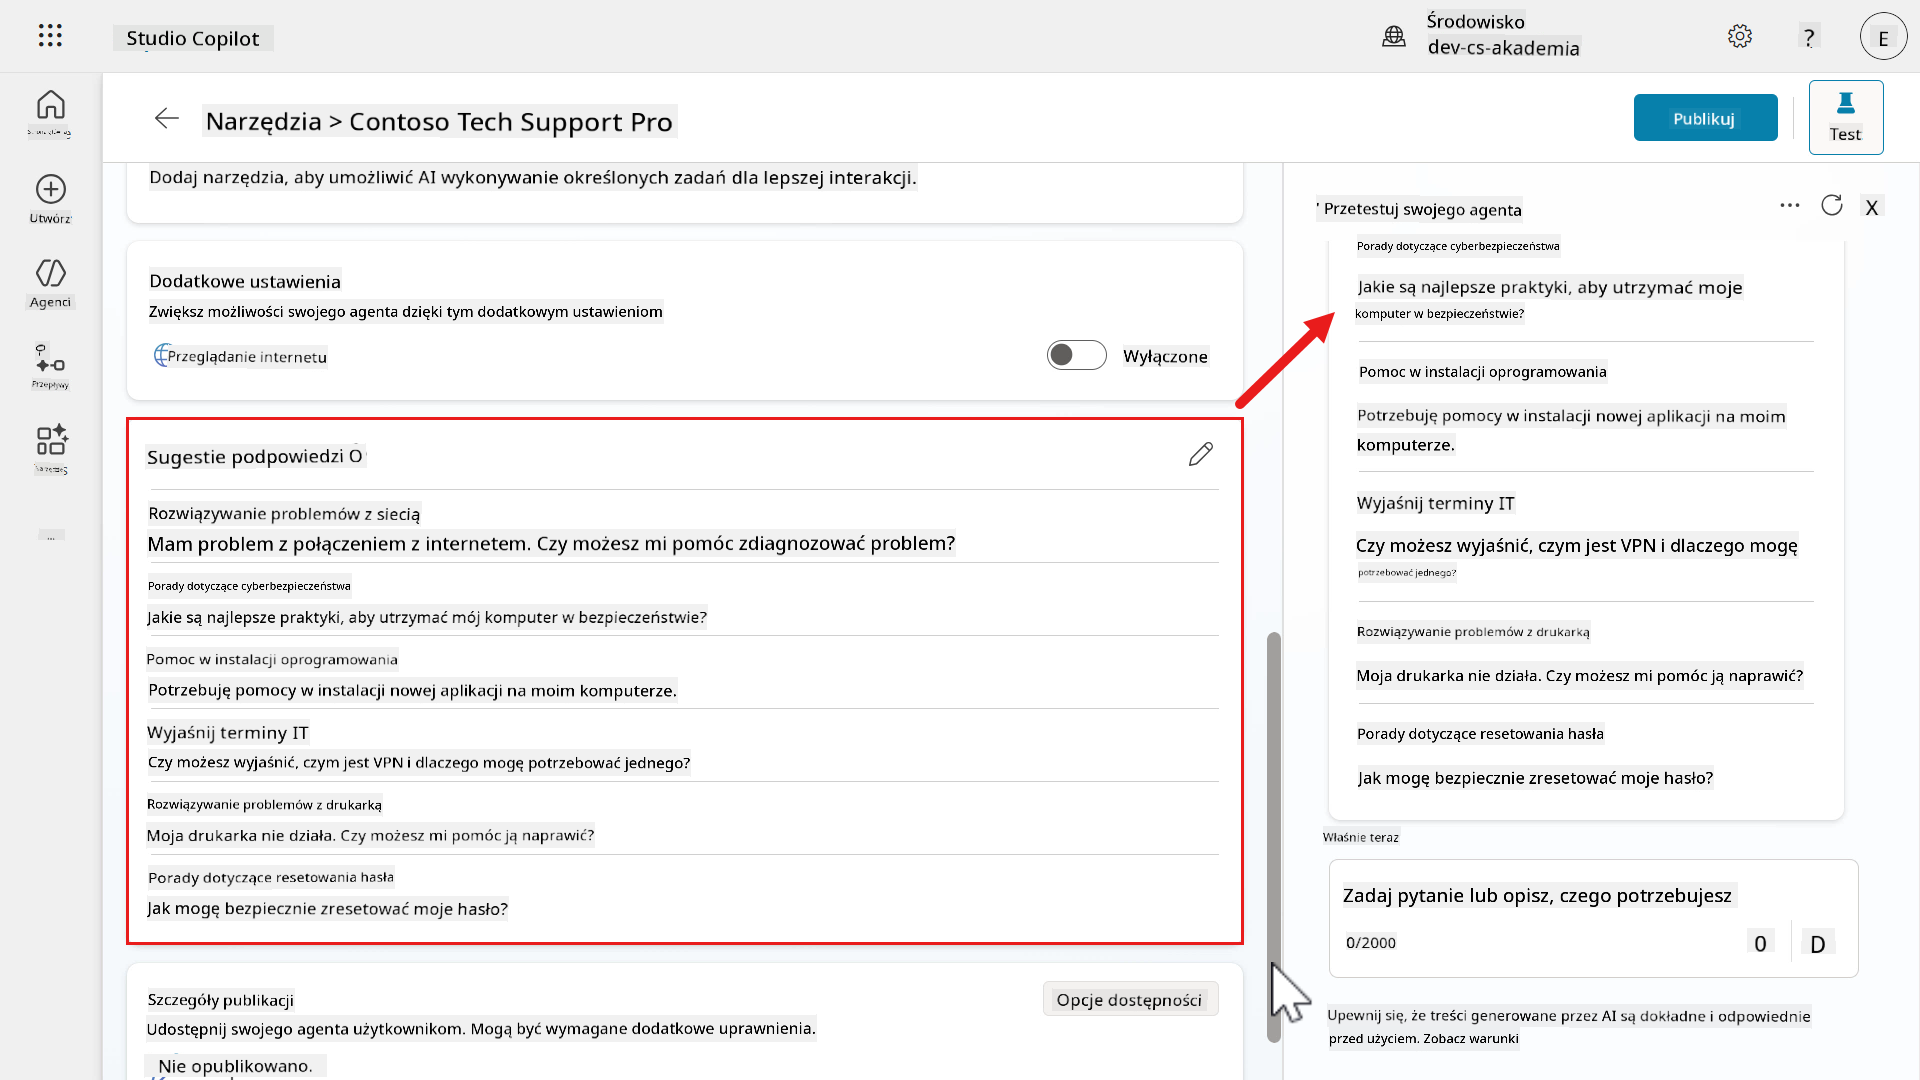 Studio Copilot
Środowisko
dev-cs-akademia
?
E
Utwórz
Agenci
Przepływy
...
Narzędzia > Contoso Tech Support Pro
Publikuj
Test
Dodaj narzędzia, aby umożliwić AI wykonywanie określonych zadań dla lepszej interakcji.
Dodatkowe ustawienia
Zwiększ możliwości swojego agenta dzięki tym dodatkowym ustawieniom
Przeglądanie internetu
Wyłączone
Sugestie podpowiedzi O
Rozwiązywanie problemów z siecią
Mam problem z połączeniem z internetem. Czy możesz mi pomóc zdiagnozować problem?
Porady dotyczące cyberbezpieczeństwa
Jakie są najlepsze praktyki, aby utrzymać mój komputer w bezpieczeństwie?
Pomoc w instalacji oprogramowania
Potrzebuję pomocy w instalacji nowej aplikacji na moim komputerze.
Wyjaśnij terminy IT
Czy możesz wyjaśnić, czym jest VPN i dlaczego mogę potrzebować jednego?
Rozwiązywanie problemów z drukarką
Moja drukarka nie działa. Czy możesz mi pomóc ją naprawić?
Porady dotyczące resetowania hasła
Jak mogę bezpiecznie zresetować moje hasło?
Szczegóły publikacji
Opcje dostępności
Udostępnij swojego agenta użytkownikom. Mogą być wymagane dodatkowe uprawnienia.
Nie opublikowano.
' Przetestuj swojego agenta
X
Porady dotyczące cyberbezpieczeństwa
Jakie są najlepsze praktyki, aby utrzymać moje
komputer w bezpieczeństwie?
Pomoc w instalacji oprogramowania
Potrzebuję pomocy w instalacji nowej aplikacji na moim
komputerze.
Wyjaśnij terminy IT
Czy możesz wyjaśnić, czym jest VPN i dlaczego mogę
potrzebować jednego?
Rozwiązywanie problemów z drukarką
Moja drukarka nie działa. Czy możesz mi pomóc ją naprawić?
Porady dotyczące resetowania hasła
Jak mogę bezpiecznie zresetować moje hasło?
Właśnie teraz
Zadaj pytanie lub opisz, czego potrzebujesz
0/2000
0
D
Upewnij się, że treści generowane przez AI są dokładne i odpowiednie
przed użyciem. Zobacz warunki